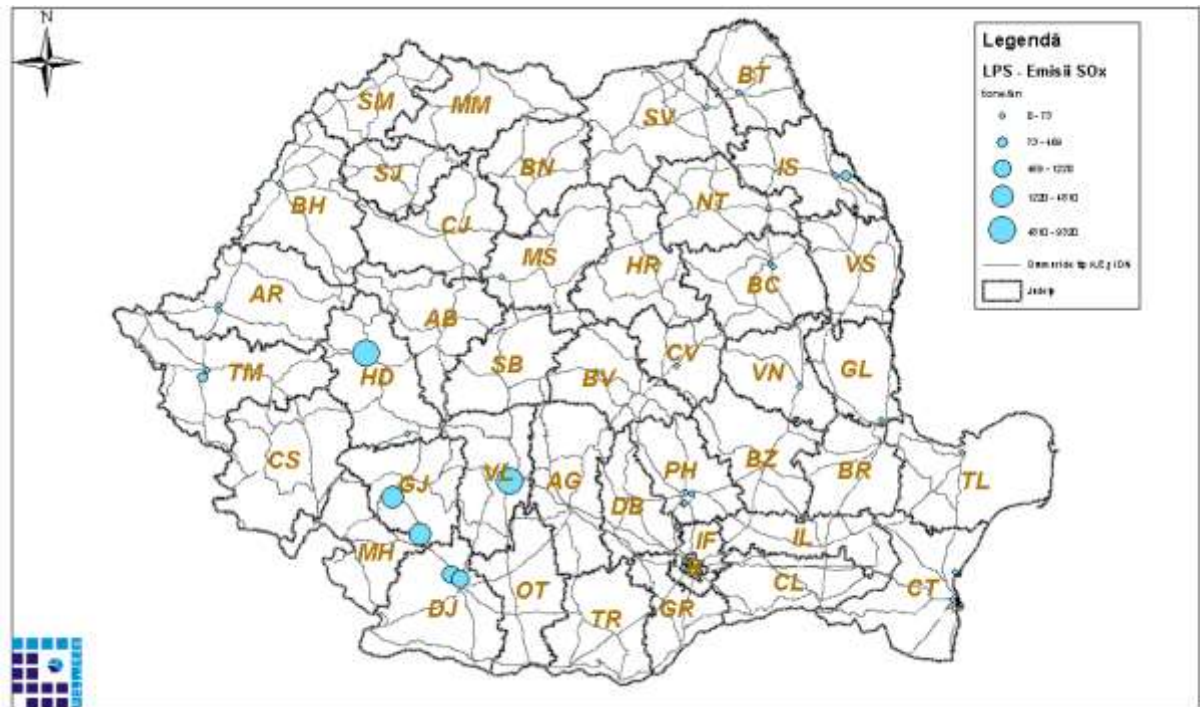 N
Legendă
LPS - Emisii SOx
tone/an
BT
SM
MM
SV
IS
SJ
BN
NT
BH
CJ
MS
HR
BC
VS
AR
AB
TM
HD
SB
BV
CV
VN
GL
CS
GJ
VL
AG
DB
PH
BZ
BR
TL
MH
IF
IL
DJ
OT
TR
GR
CL
CT